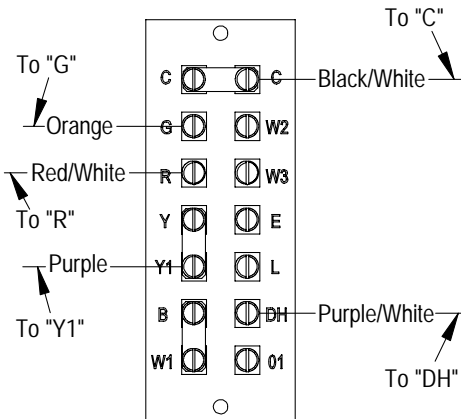 To "C"
To "G"
C C Black/White
Orange G W2
Red/White R W3
To "R"
Y E
Purple Y1 L
To "Y1"
B DH Purple/White
W1 01
To "DH"